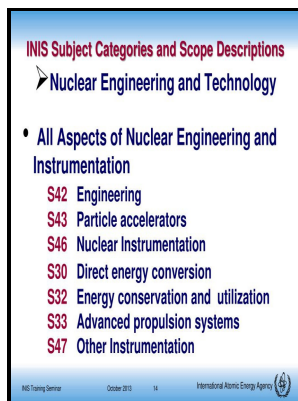 INIS Subject Categories and Scope Descriptions
➢Nuclear Engineering and Technology
• All Aspects of Nuclear Engineering and
Instrumentation
S42 Engineering
S43 Particle accelerators
S46 Nuclear Instrumentation
S30 Direct energy conversion
S32 Energy conservation and utilization
S33 Advanced propulsion systems
S47 Other Instrumentation
INIS Training Seminar October 2013 14 International Atomic Energy Agency